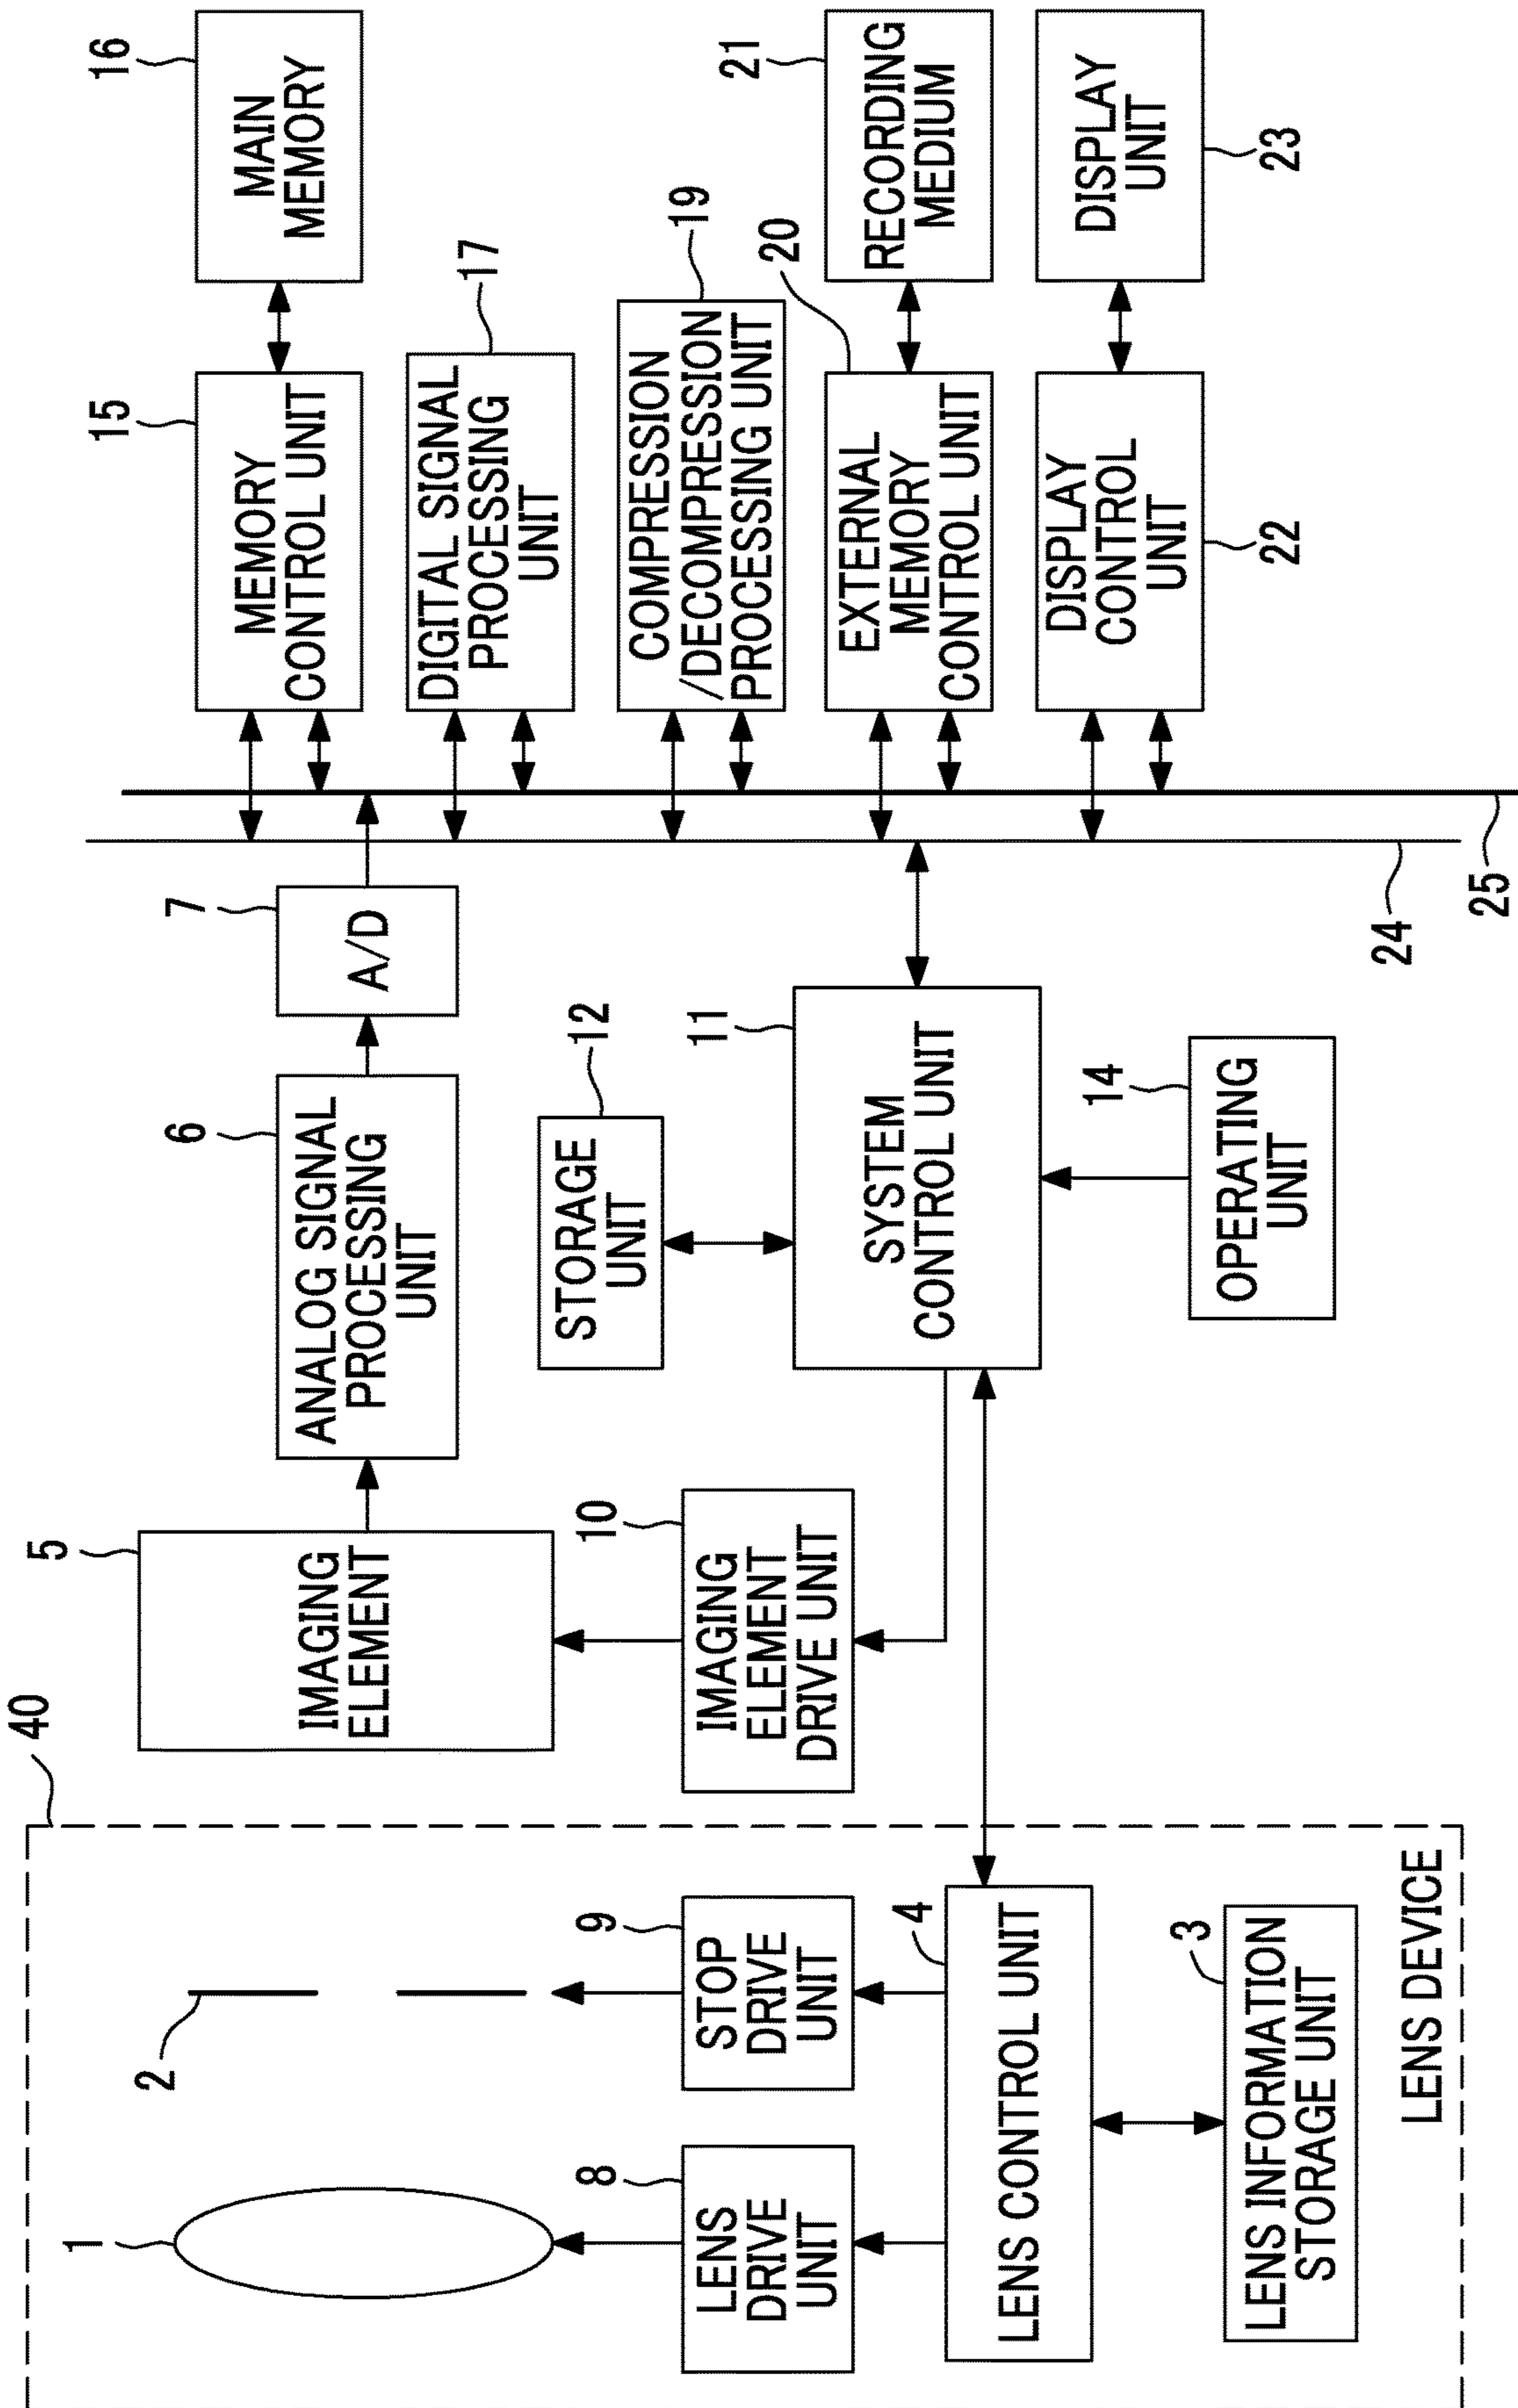 40
1
2
LENS
DRIVE
UNIT
8
STOP
DRIVE
UNIT
9
LENS CONTROL UNIT
4
LENS INFORMATION
STORAGE UNIT
3
LENS DEVICE
5
IMAGING
ELEMENT
10
IMAGING
ELEMENT
DRIVE UNIT
6
ANALOG SIGNAL
PROCESSING
UNIT
7
A/D
12
STORAGE
UNIT
11
SYSTEM
CONTROL UNIT
14
OPERATING
UNIT
24
25
15
MEMORY
CONTROL UNIT
16
MAIN
MEMORY
17
DIGITAL SIGNAL
PROCESSING
UNIT
19
COMPRESSION
/DECOMPRESSION
PROCESSING UNIT
20
EXTERNAL
MEMORY
CONTROL UNIT
21
RECORDING
MEDIUM
DISPLAY
CONTROL
UNIT
22
DISPLAY
UNIT
23